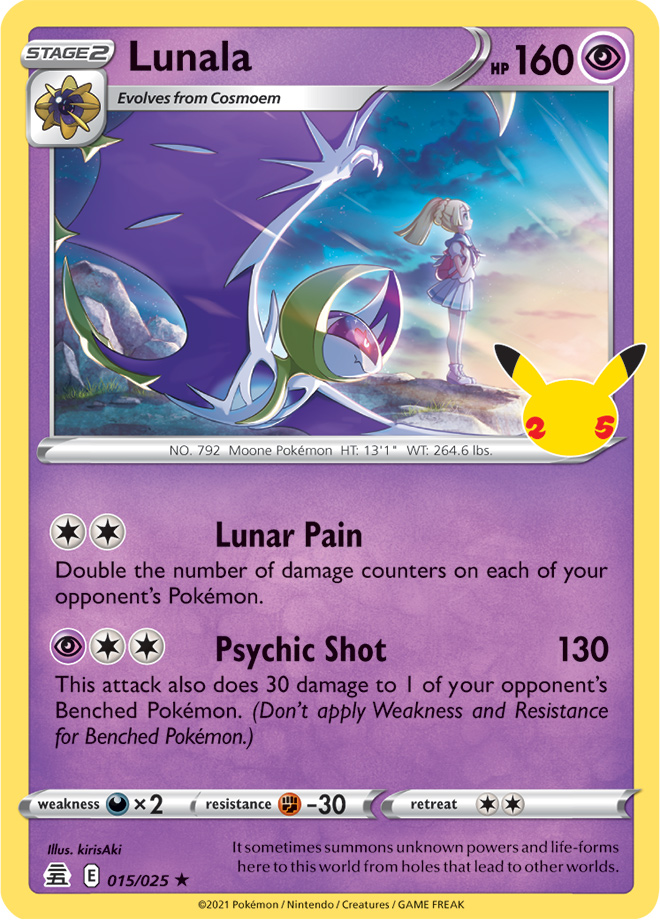 STAGE2
Lunala
HP 160
Evolves from Cosmoem
25
NO. 792 Moone Pokémon HT: 13'1" WT: 264.6 lbs.
Lunar Pain
Double the number of damage counters on each of your
opponent's Pokémon.
Psychic Shot 130
This attack also does 30 damage to 1 of your opponent's
Benched Pokémon. (Don't apply Weakness and Resistance
for Benched Pokémon.)
weakness ×2 resistance -30 retreat
Illus. kirisAki
It sometimes summons unknown powers and life-forms
here to this world from holes that lead to other worlds.
五 E 015/025 ★
©2021 Pokémon / Nintendo / Creatures / GAME FREAK